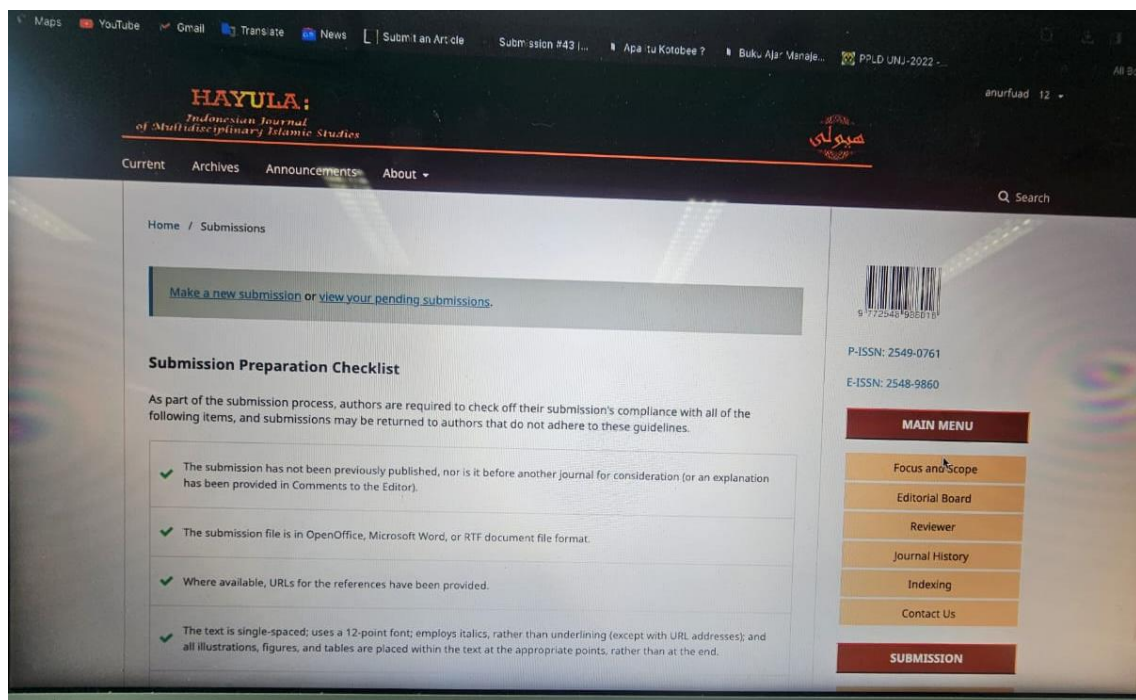 Maps YouTube Gmail Translate News Submit an Article Submission #43 |... Apa itu Kotobee ? Buku Ajar Manaje... PPLD UNJ-2022 -...
anurfuad 12
HAYULA:
Indonesian Journal
of Multidisciplinary Islamic Studies
هيولى
Current Archives Announcements About
Search
Home / Submissions
Make a new submission or view your pending submissions.
Submission Preparation Checklist
As part of the submission process, authors are required to check off their submission's compliance with all of the
following items, and submissions may be returned to authors that do not adhere to these guidelines.
The submission has not been previously published, nor is it before another journal for consideration (or an explanation
has been provided in Comments to the Editor).
The submission file is in OpenOffice, Microsoft Word, or RTF document file format.
Where available, URLs for the references have been provided.
The text is single-spaced; uses a 12-point font; employs italics, rather than underlining (except with URL addresses); and
all illustrations, figures, and tables are placed within the text at the appropriate points, rather than at the end.
P-ISSN: 2549-0761
E-ISSN: 2548-9860
MAIN MENU
Focus and Scope
Editorial Board
Reviewer
Journal History
Indexing
Contact Us
SUBMISSION